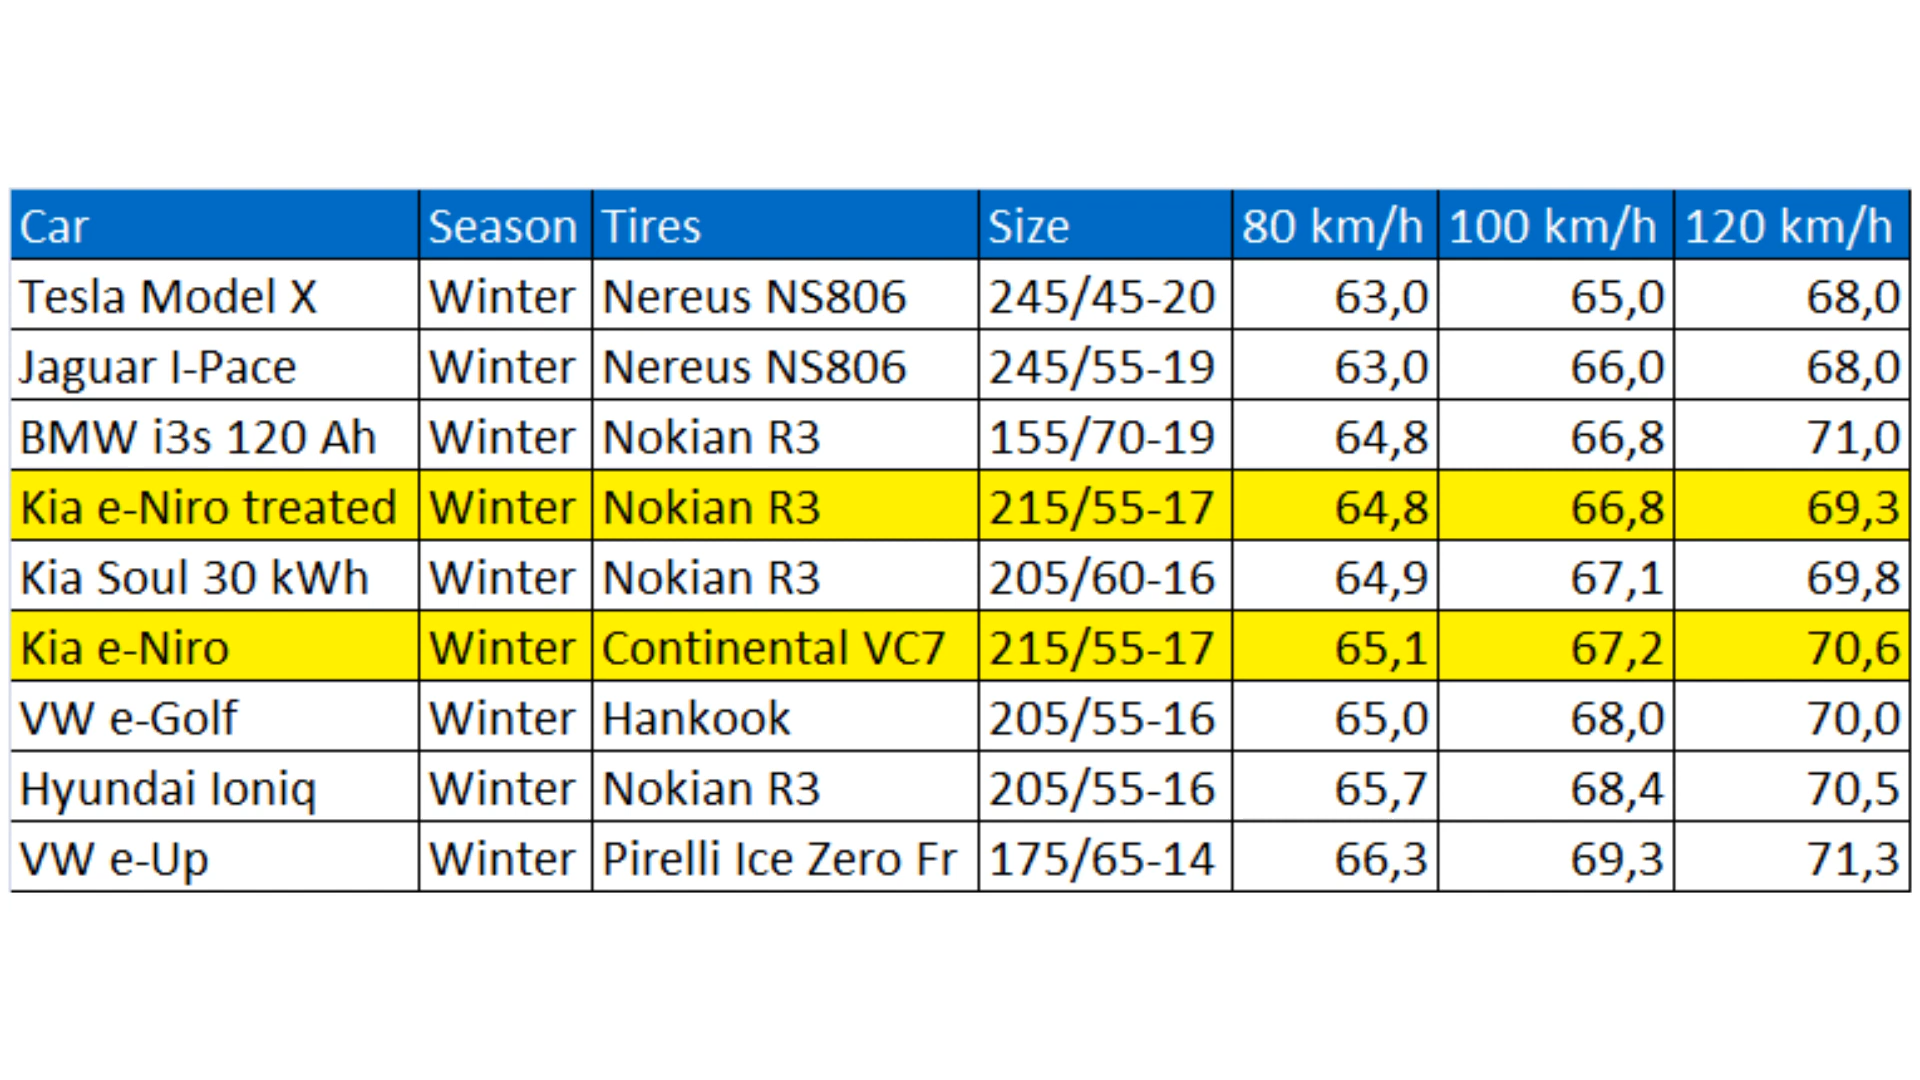 Car Season Tires Size 80 km/h 100 km/h 120 km/h
Tesla Model X Winter Nereus NS806 245/45-20 63,0 65,0 68,0
Jaguar I-Pace Winter Nereus NS806 245/55-19 63,0 66,0 68,0
BMW i3s 120 Ah Winter Nokian R3 155/70-19 64,8 66,8 71,0
Kia e-Niro treated Winter Nokian R3 215/55-17 64,8 66,8 69,3
Kia Soul 30 kWh Winter Nokian R3 205/60-16 64,9 67,1 69,8
Kia e-Niro Winter Continental VC7 215/55-17 65,1 67,2 70,6
VW e-Golf Winter Hankook 205/55-16 65,0 68,0 70,0
Hyundai Ioniq Winter Nokian R3 205/55-16 65,7 68,4 70,5
VW e-Up Winter Pirelli Ice Zero Fr 175/65-14 66,3 69,3 71,3